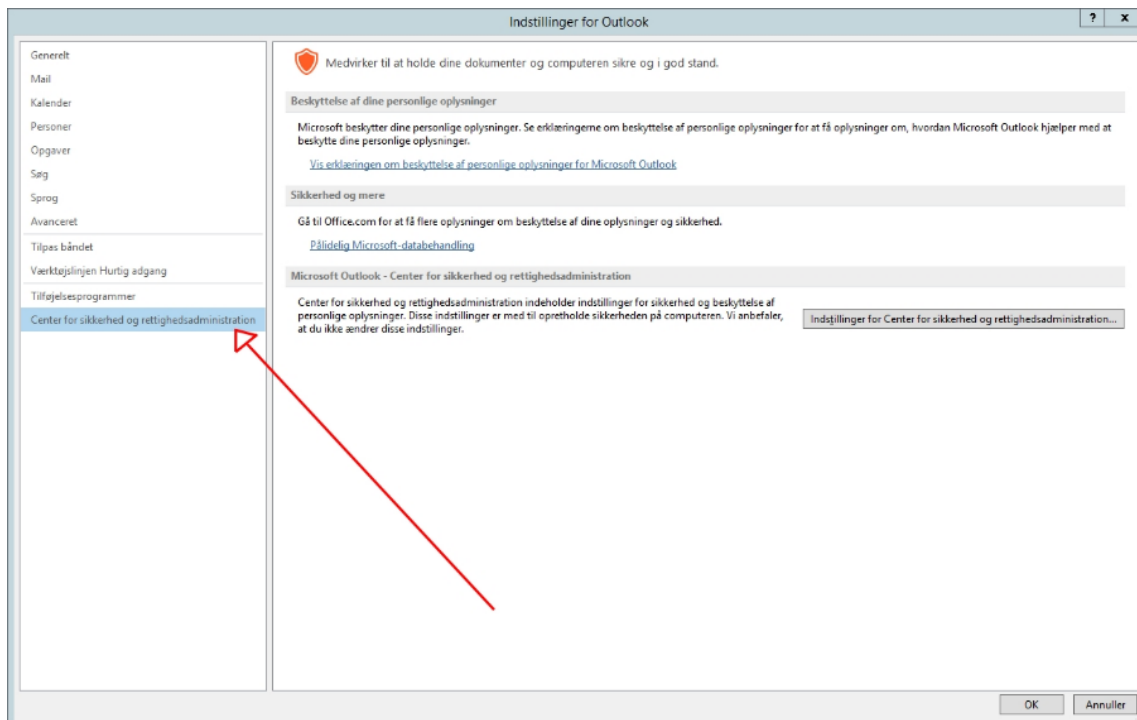 Indstillinger for Outlook
? x
Generelt
Mail
Kalender
Personer
Opgaver
Søg
Sprog
Avanceret
Tilpas båndet
Værktøjslinjen Hurtig adgang
Tilføjelsesprogrammer
Center for sikkerhed og rettighedsadministration
Medvirker til at holde dine dokumenter og computeren sikre og i god stand.
Beskyttelse af dine personlige oplysninger
Microsoft beskytter dine personlige oplysninger. Se erklæringerne om beskyttelse af personlige oplysninger for at få oplysninger om, hvordan Microsoft Outlook hjælper med at
beskytte dine personlige oplysninger.
Vis erklæringen om beskyttelse af personlige oplysninger for Microsoft Outlook
Sikkerhed og mere
Gå til Office.com for at få flere oplysninger om beskyttelse af dine oplysninger og sikkerhed.
Pålidelig Microsoft-databehandling
Microsoft Outlook - Center for sikkerhed og rettighedsadministration
Center for sikkerhed og rettighedsadministration indeholder indstillinger for sikkerhed og beskyttelse af
personlige oplysninger. Disse indstillinger er med til opretholde sikkerheden på computeren. Vi anbefaler,
at du ikke ændrer disse indstillinger.
Indstillinger for Center for sikkerhed og rettighedsadministration...
OK
Annuller